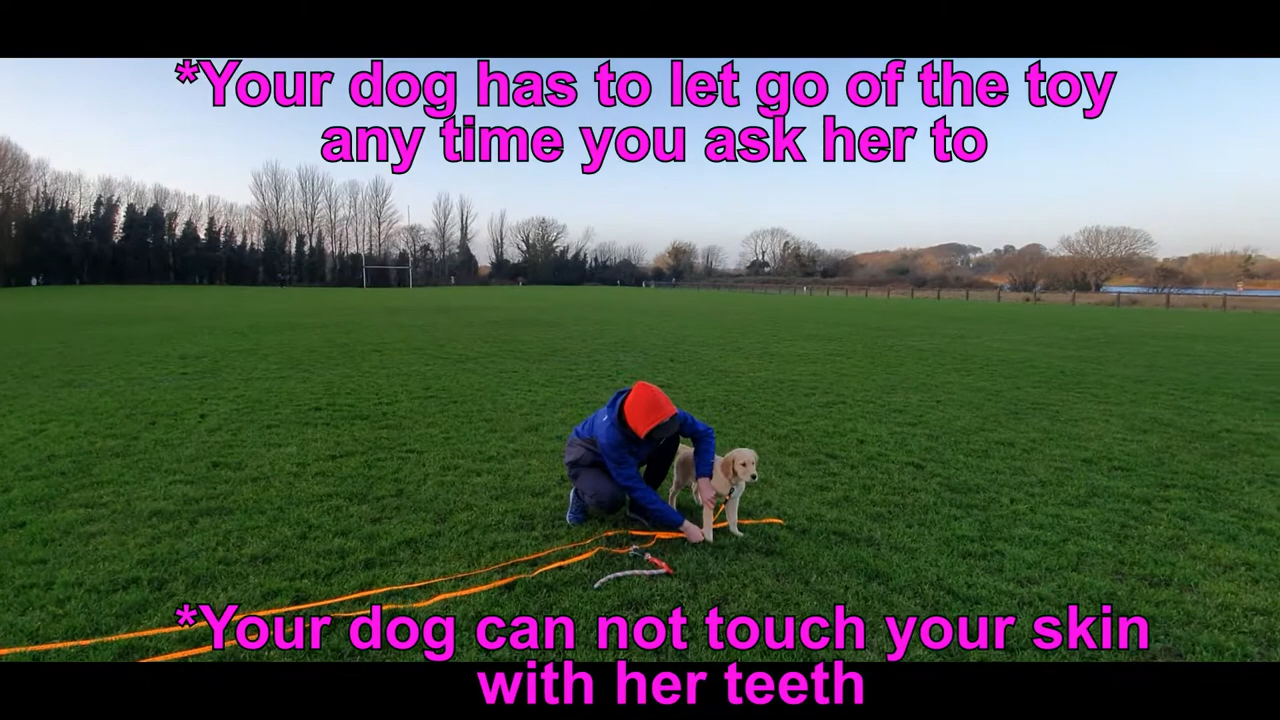 *Your dog has to let go of the toy
any time you ask her to
*Your dog can not touch your skin
with her teeth